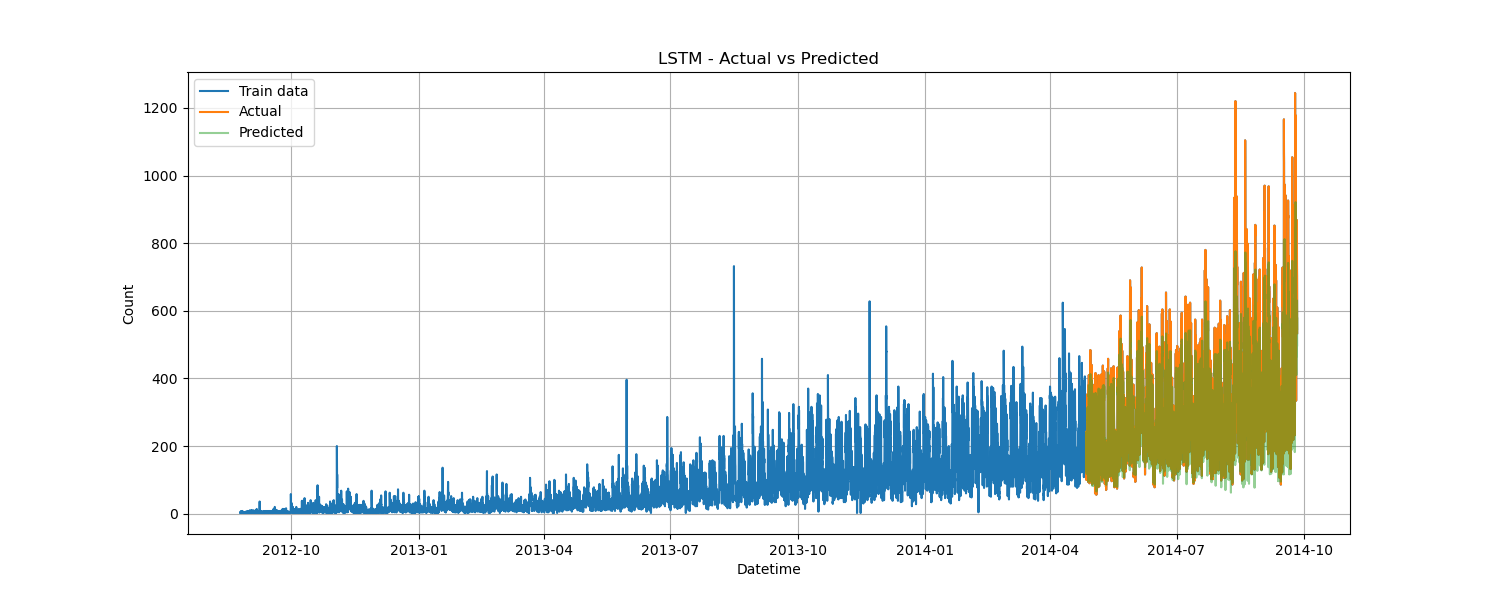 LSTM - Actual vs Predicted
Train data
Actual
Predicted
1200
1000
800
600
400
200
0
Count
2012-10 2013-01 2013-04 2013-07 2013-10 2014-01 2014-04 2014-07 2014-10
Datetime